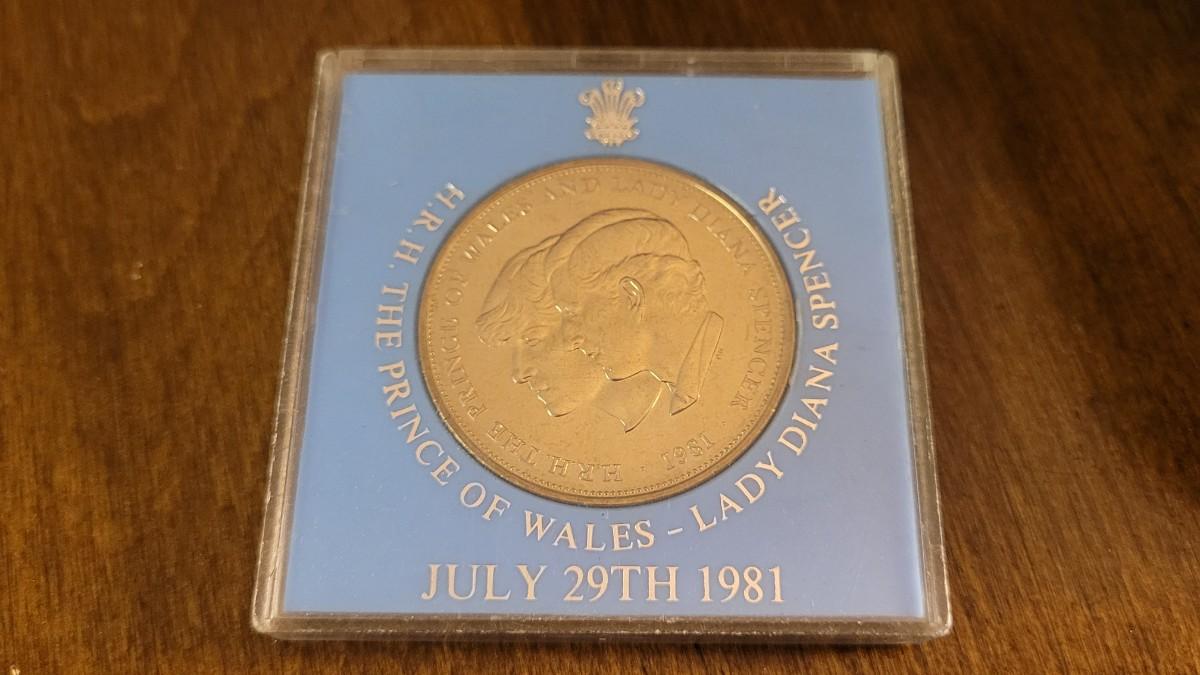 H.R.H. THE PRINCE OF WALES – LADY DIANA SPENCER
JULY 29TH 1981
H.R.H. THE PRINCE OF WALES AND LADY DIANA SPENCER · 1981 ·